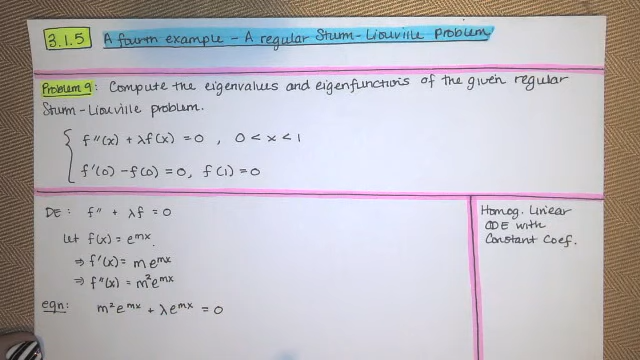 3.1.5 A fourth example - A regular Sturm-Liouville Problem
Problem 9: Compute the eigenvalues and eigenfunctions of the given regular
Sturm-Liouville problem.
f''(x) + λf(x) = 0 , 0 < x < 1
f'(0) - f(0) = 0, f(1) = 0
DE: f'' + λf = 0
let f(x) = e^mx.
⇒ f'(x) = m e^mx
⇒ f''(x) = m²e^mx
eqn: m²e^mx + λe^mx = 0
Homog. Linear
ODE with
Constant Coef.